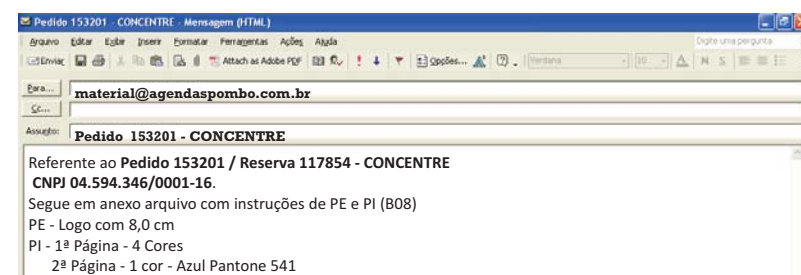 Pedido 153201 - CONCENTRE - Mensagem (HTML)
Arquivo Editar Exibir Inserir Formatar Ferramentas Ações Ajuda Digite uma pergunta
Enviar Attach as Adobe PDF Opções... Verdana 10 N S
Para... material@agendaspombo.com.br
Cc...
Assunto: Pedido 153201 - CONCENTRE
Referente ao Pedido 153201 / Reserva 117854 - CONCENTRE
CNPJ 04.594.346/0001-16.
Segue em anexo arquivo com instruções de PE e PI (B08)
PE - Logo com 8,0 cm
PI - 1ª Página - 4 Cores
2ª Página - 1 cor - Azul Pantone 541